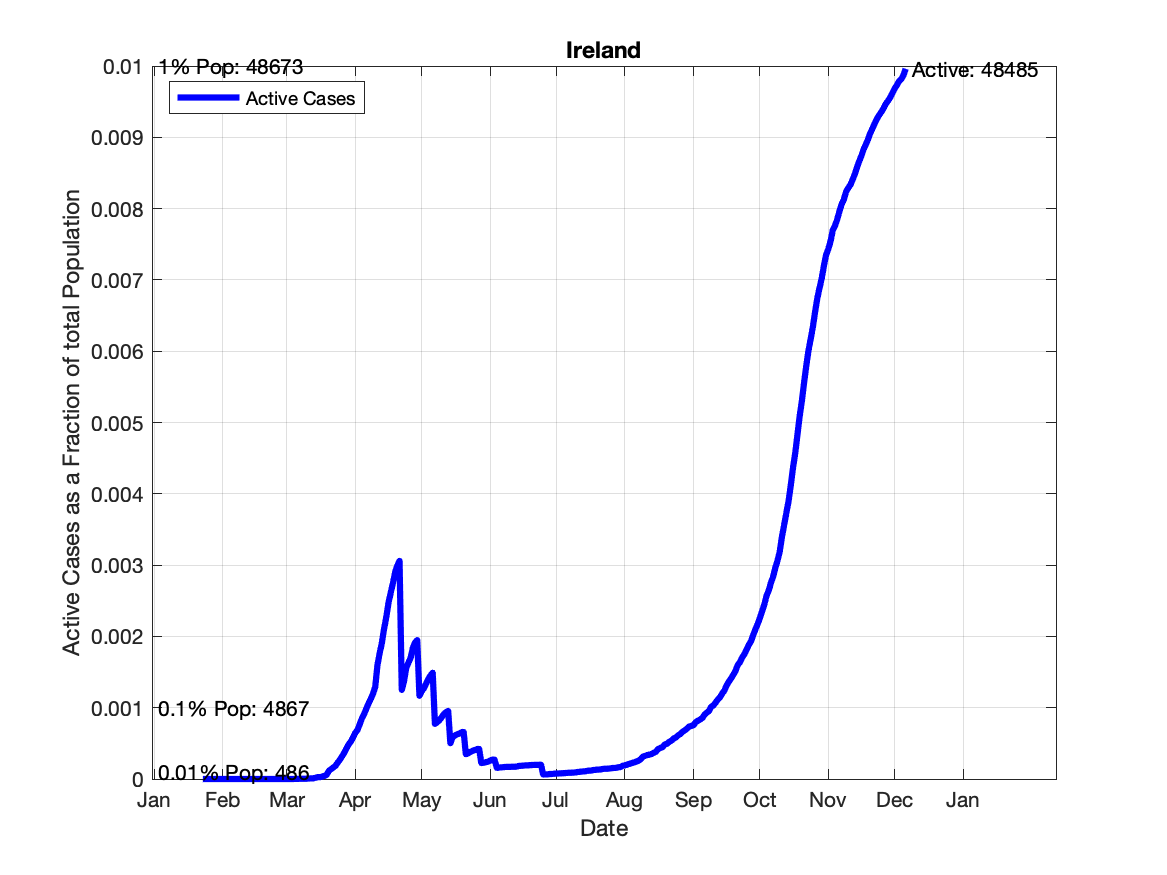 Ireland
1% Pop: 48673
Active: 48485
Active Cases
0.01
0.009
0.008
0.007
0.006
0.005
0.004
0.003
0.002
0.001
0
0.1% Pop: 4867
0.01% Pop: 486
Active Cases as a Fraction of total Population
Jan Feb Mar Apr May Jun Jul Aug Sep Oct Nov Dec Jan
Date